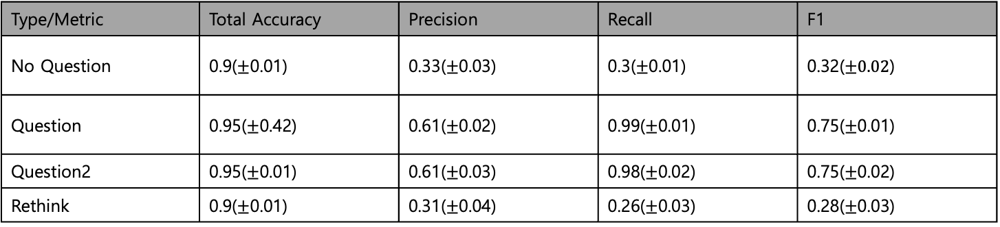 Type/Metric Total Accuracy Precision Recall F1
No Question 0.9(±0.01) 0.33(±0.03) 0.3(±0.01) 0.32(±0.02)
Question 0.95(±0.42) 0.61(±0.02) 0.99(±0.01) 0.75(±0.01)
Question2 0.95(±0.01) 0.61(±0.03) 0.98(±0.02) 0.75(±0.02)
Rethink 0.9(±0.01) 0.31(±0.04) 0.26(±0.03) 0.28(±0.03)